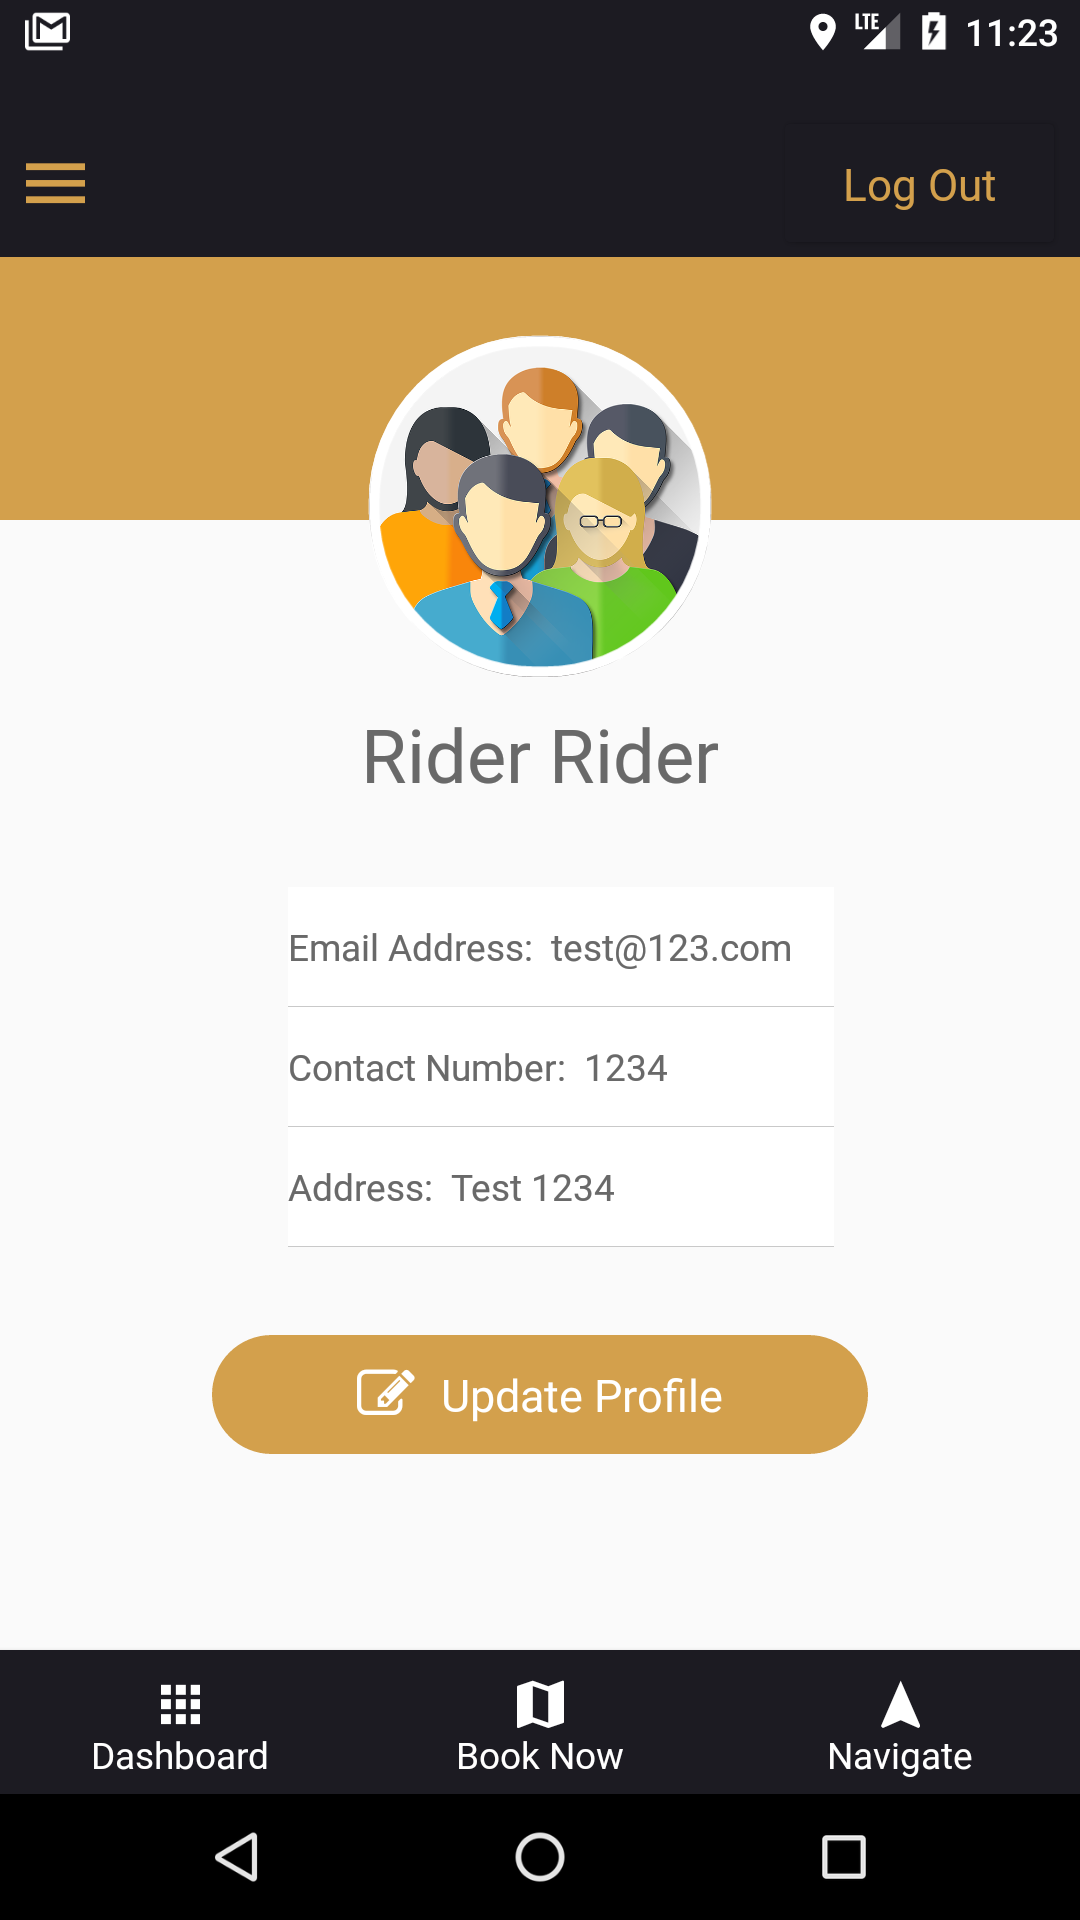 LTE 11:23
Log Out
Rider Rider
Email Address: test@123.com
Contact Number: 1234
Address: Test 1234
Update Profile
Dashboard Book Now Navigate